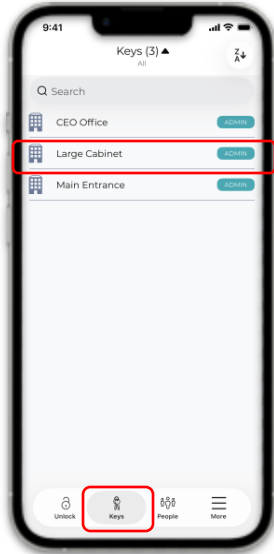 9:41
Keys (3)
All
Z
A
Search
CEO Office ADMIN
Large Cabinet ADMIN
Main Entrance ADMIN
Unlock Keys People More